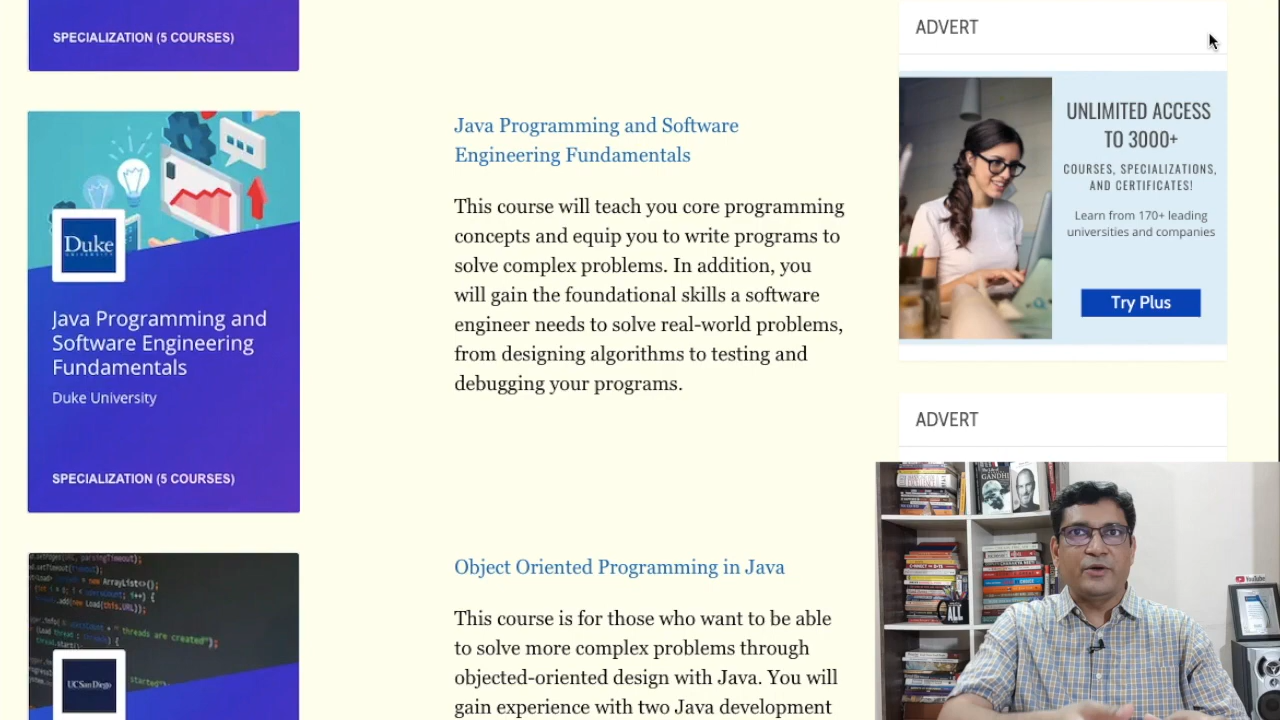 SPECIALIZATION (5 COURSES)
Duke
UNIVERSITY
Java Programming and
Software Engineering
Fundamentals
Duke University
SPECIALIZATION (5 COURSES)
UC San Diego
Java Programming and Software
Engineering Fundamentals
This course will teach you core programming
concepts and equip you to write programs to
solve complex problems. In addition, you
will gain the foundational skills a software
engineer needs to solve real-world problems,
from designing algorithms to testing and
debugging your programs.
Object Oriented Programming in Java
This course is for those who want to be able
to solve more complex problems through
objected-oriented design with Java. You will
gain experience with two Java development
ADVERT
UNLIMITED ACCESS
TO 3000+
COURSES, SPECIALIZATIONS,
AND CERTIFICATES!
Learn from 170+ leading
universities and companies
Try Plus
ADVERT
GANDHI
YouTube